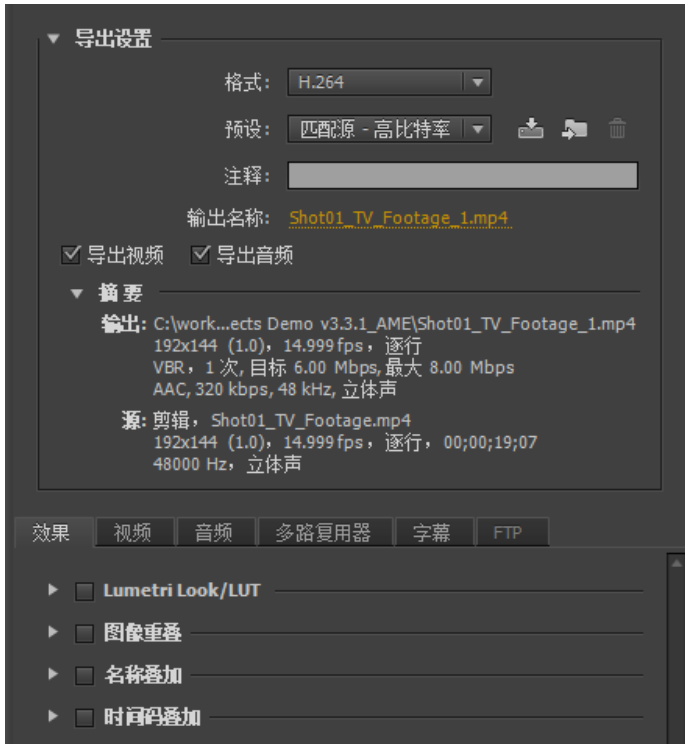 导出设置
格式: H.264
预设: 匹配源 - 高比特率
注释:
输出名称: Shot01_TV_Footage_1.mp4
导出视频 导出音频
摘要
输出: C:\work...ects Demo v3.3.1_AME\Shot01_TV_Footage_1.mp4
192x144 (1.0), 14.999 fps, 逐行
VBR, 1 次, 目标 6.00 Mbps, 最大 8.00 Mbps
AAC, 320 kbps, 48 kHz, 立体声
源: 剪辑, Shot01_TV_Footage.mp4
192x144 (1.0), 14.999 fps, 逐行, 00;00;19;07
48000 Hz, 立体声
效果 视频 音频 多路复用器 字幕 FTP
Lumetri Look/LUT
图像重叠
名称叠加
时间码叠加